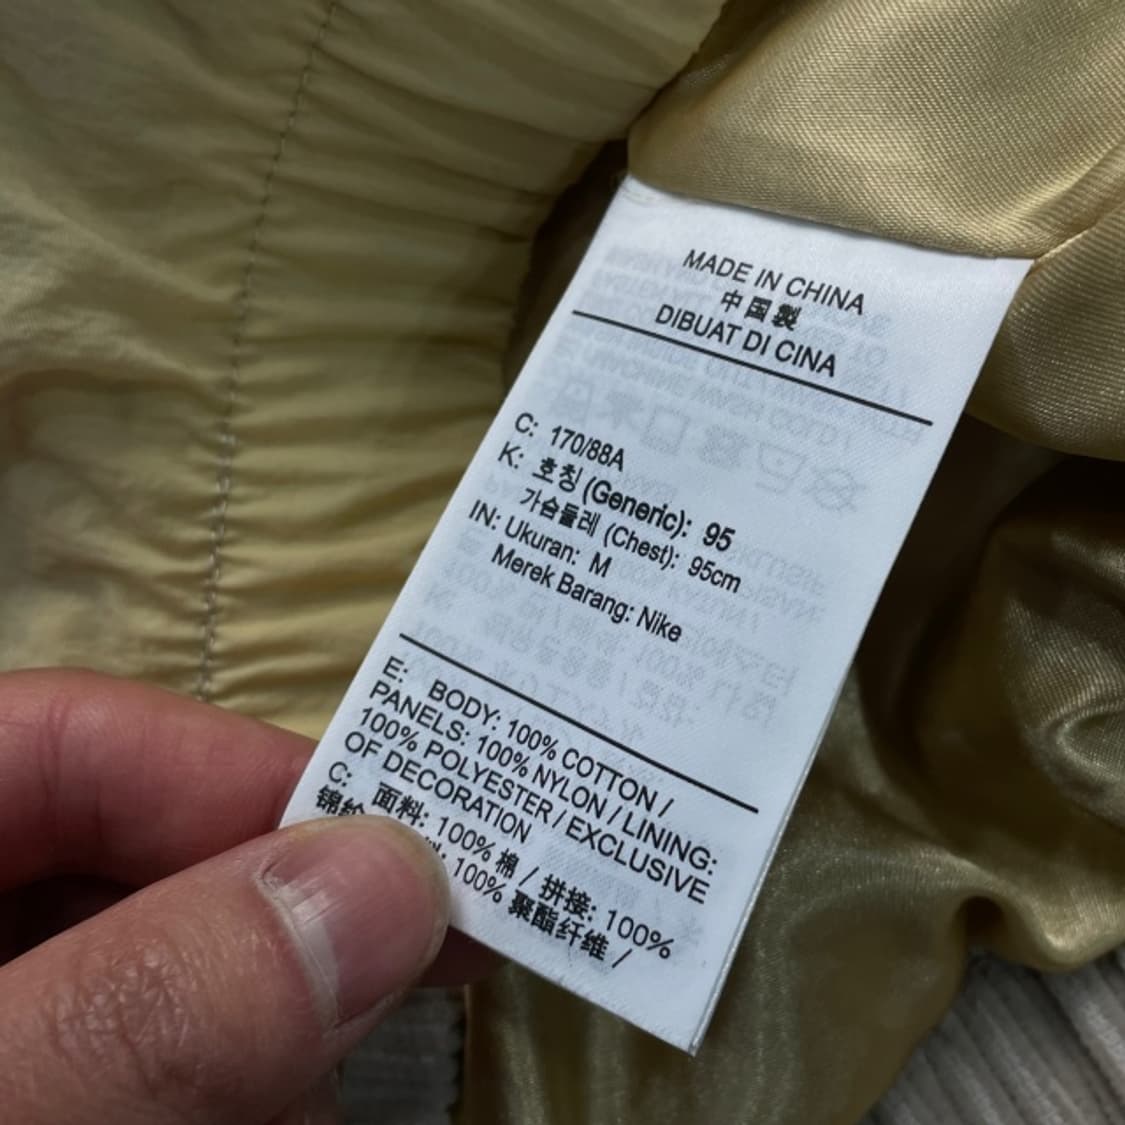 MADE IN CHINA
中国製
DIBUAT DI CINA
C: 170/88A
K: 호칭 (Generic): 95
가슴둘레 (Chest): 95cm
IN: Ukuran: M
Merek Barang: Nike
E: BODY: 100% COTTON /
PANELS: 100% NYLON / LINING:
100% POLYESTER / EXCLUSIVE
OF DECORATION
C: 面料: 100% 棉 / 拼接: 100%
锦纶 100% 聚酯纤维 /